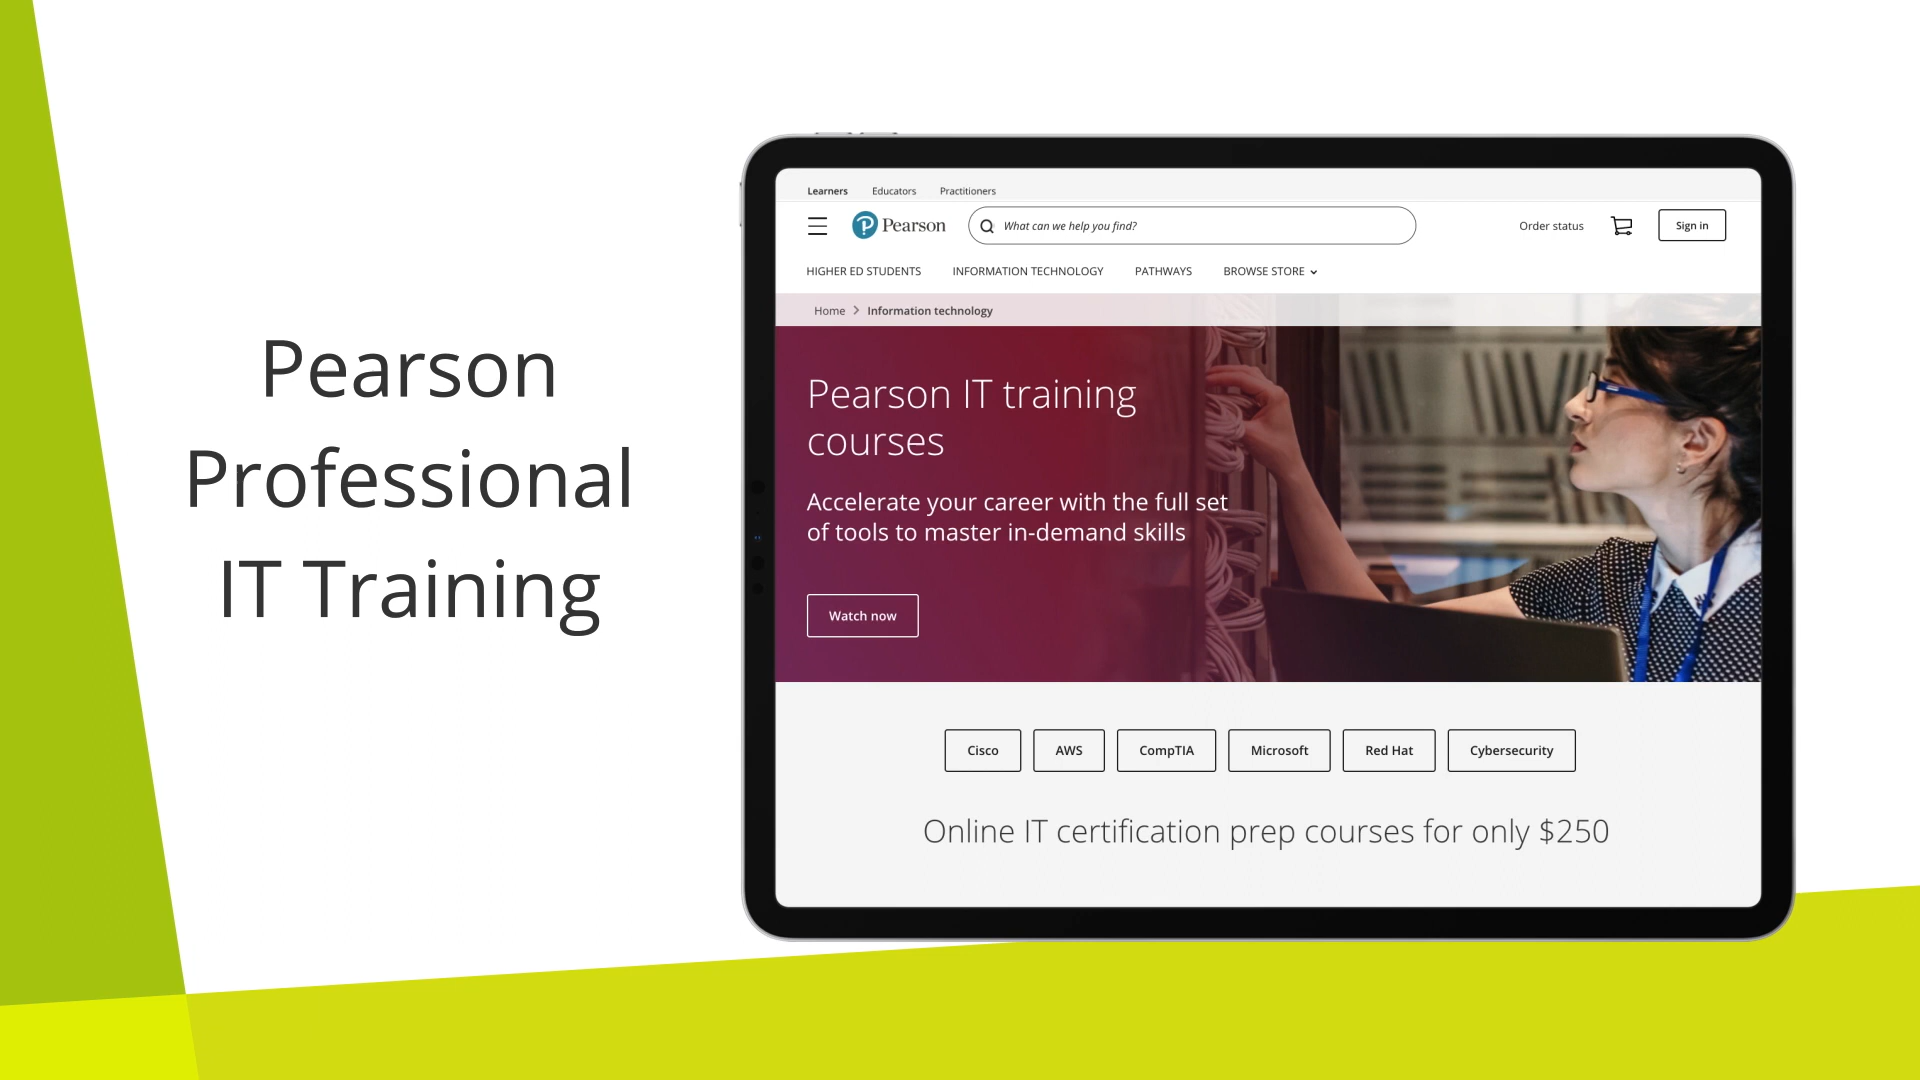 Pearson
Professional
IT Training
Learners Educators Practitioners
Pearson What can we help you find? Order status Sign in
HIGHER ED STUDENTS INFORMATION TECHNOLOGY PATHWAYS BROWSE STORE
Home > Information technology
Pearson IT training
courses
Accelerate your career with the full set
of tools to master in-demand skills
Watch now
Cisco AWS CompTIA Microsoft Red Hat Cybersecurity
Online IT certification prep courses for only $250